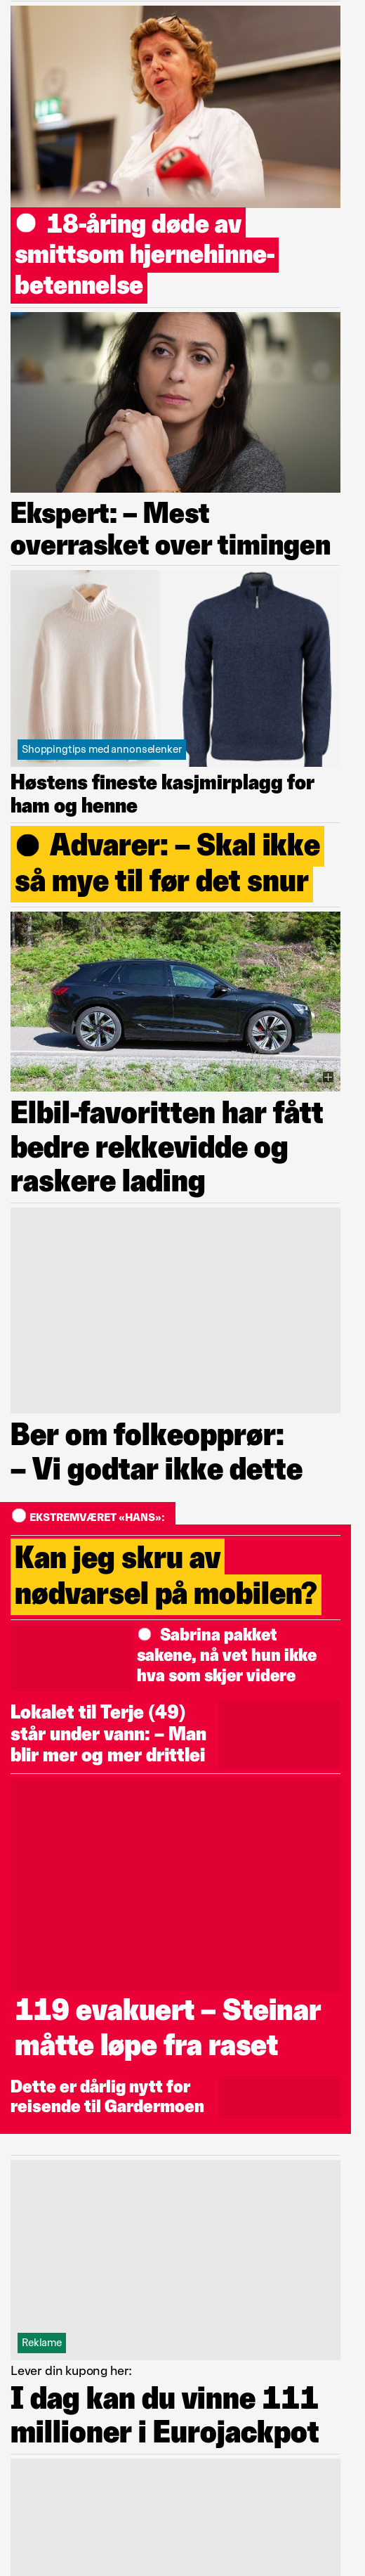 18-åring døde av
smittsom hjernehinne-
betennelse
Ekspert: – Mest
overrasket over timingen
Shoppingtips med annonselenker
Høstens fineste kasjmirplagg for
ham og henne
Advarer: – Skal ikke
så mye til før det snur
Elbil-favoritten har fått
bedre rekkevidde og
raskere lading
Ber om folkeopprør:
– Vi godtar ikke dette
EKSTREMVÆRET «HANS»:
Kan jeg skru av
nødvarsel på mobilen?
Sabrina pakket
sakene, nå vet hun ikke
hva som skjer videre
Lokalet til Terje (49)
står under vann: – Man
blir mer og mer drittlei
119 evakuert – Steinar
måtte løpe fra raset
Dette er dårlig nytt for
reisende til Gardermoen
Reklame
Lever din kupong her:
I dag kan du vinne 111
millioner i Eurojackpot